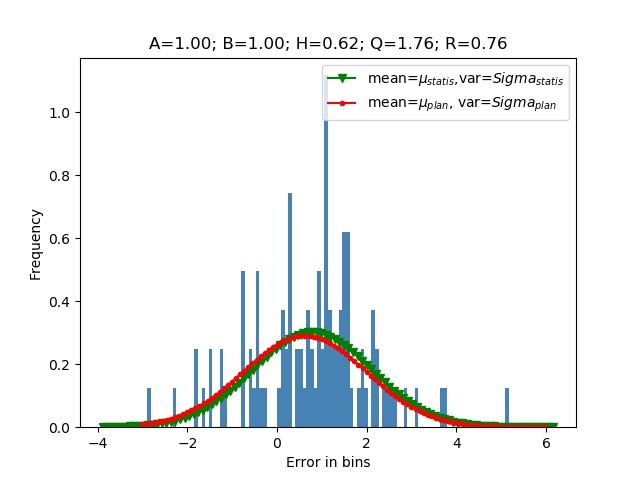 A=1.00; B=1.00; H=0.62; Q=1.76; R=0.76
mean=μstatis,var=Sigmastatis
mean=μplan, var=Sigmaplan
1.0
0.8
0.6
0.4
0.2
0.0
Frequency
−4 −2 0 2 4 6
Error in bins